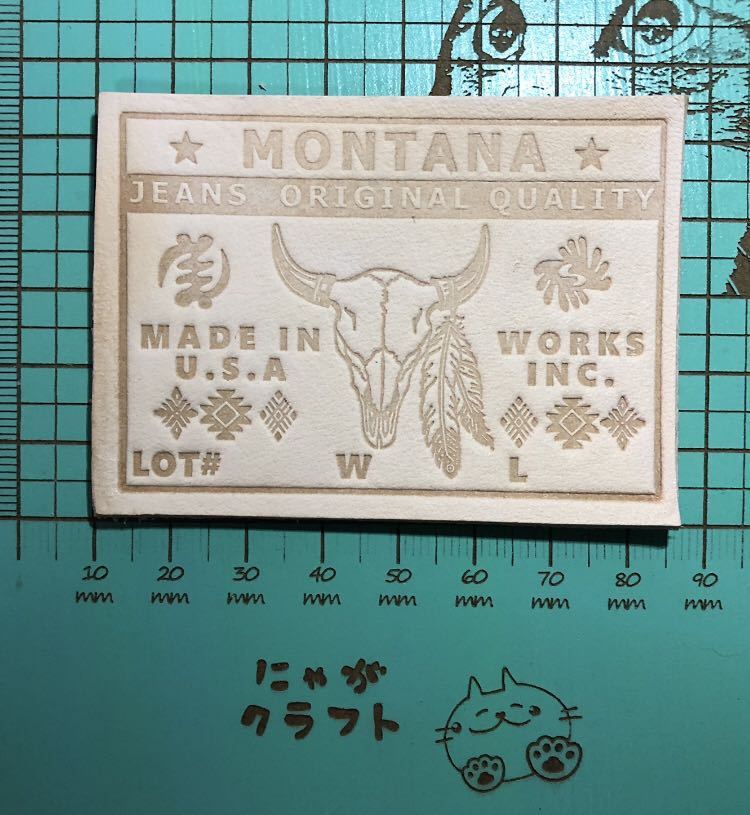 MONTANA
JEANS ORIGINAL QUALITY
MADE IN
U.S.A
WORKS
INC.
LOT# W L
10 20 30 40 50 60 70 80 90
mm mm mm mm mm mm mm mm mm
にゃが
クラフト